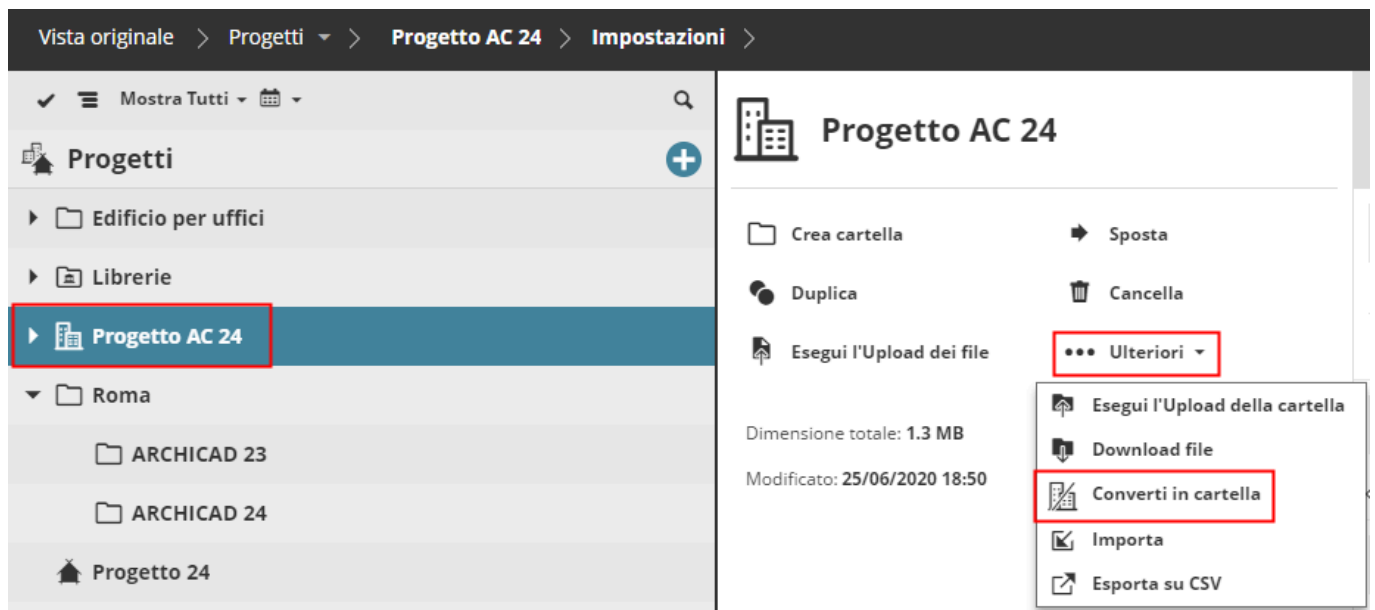 Vista originale > Progetti > Progetto AC 24 > Impostazioni >
Mostra Tutti
Progetti
Edificio per uffici
Librerie
Progetto AC 24
Roma
ARCHICAD 23
ARCHICAD 24
Progetto 24
Progetto AC 24
Crea cartella
Sposta
Duplica
Cancella
Esegui l'Upload dei file
Ulteriori
Dimensione totale: 1.3 MB
Modificato: 25/06/2020 18:50
Esegui l'Upload della cartella
Download file
Converti in cartella
Importa
Esporta su CSV